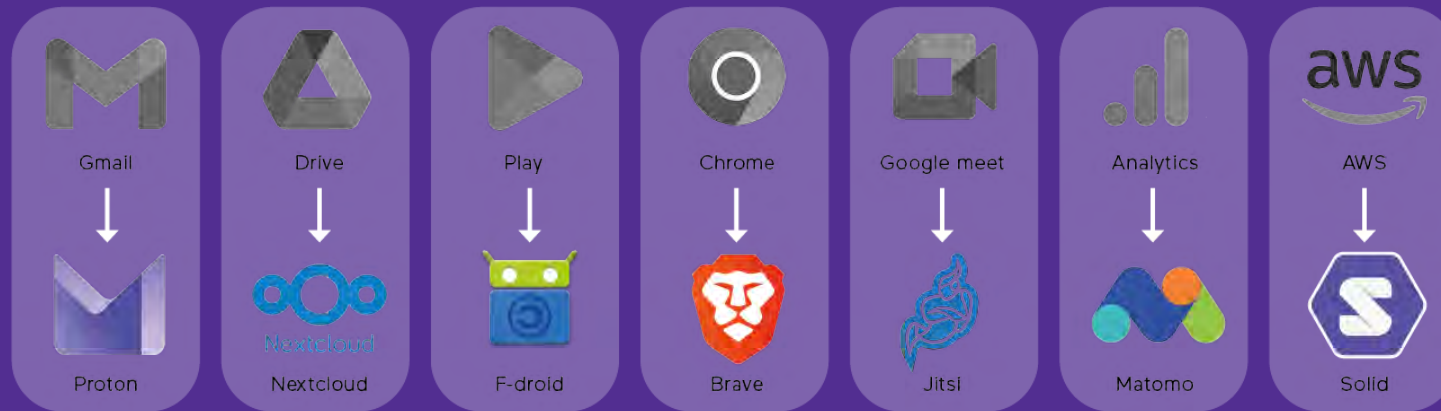 aws
Gmail
Drive
Play
Chrome
Google meet
Analytics
AWS
Nextcloud
S
Proton
Nextcloud
F-droid
Brave
Jitsi
Matomo
Solid